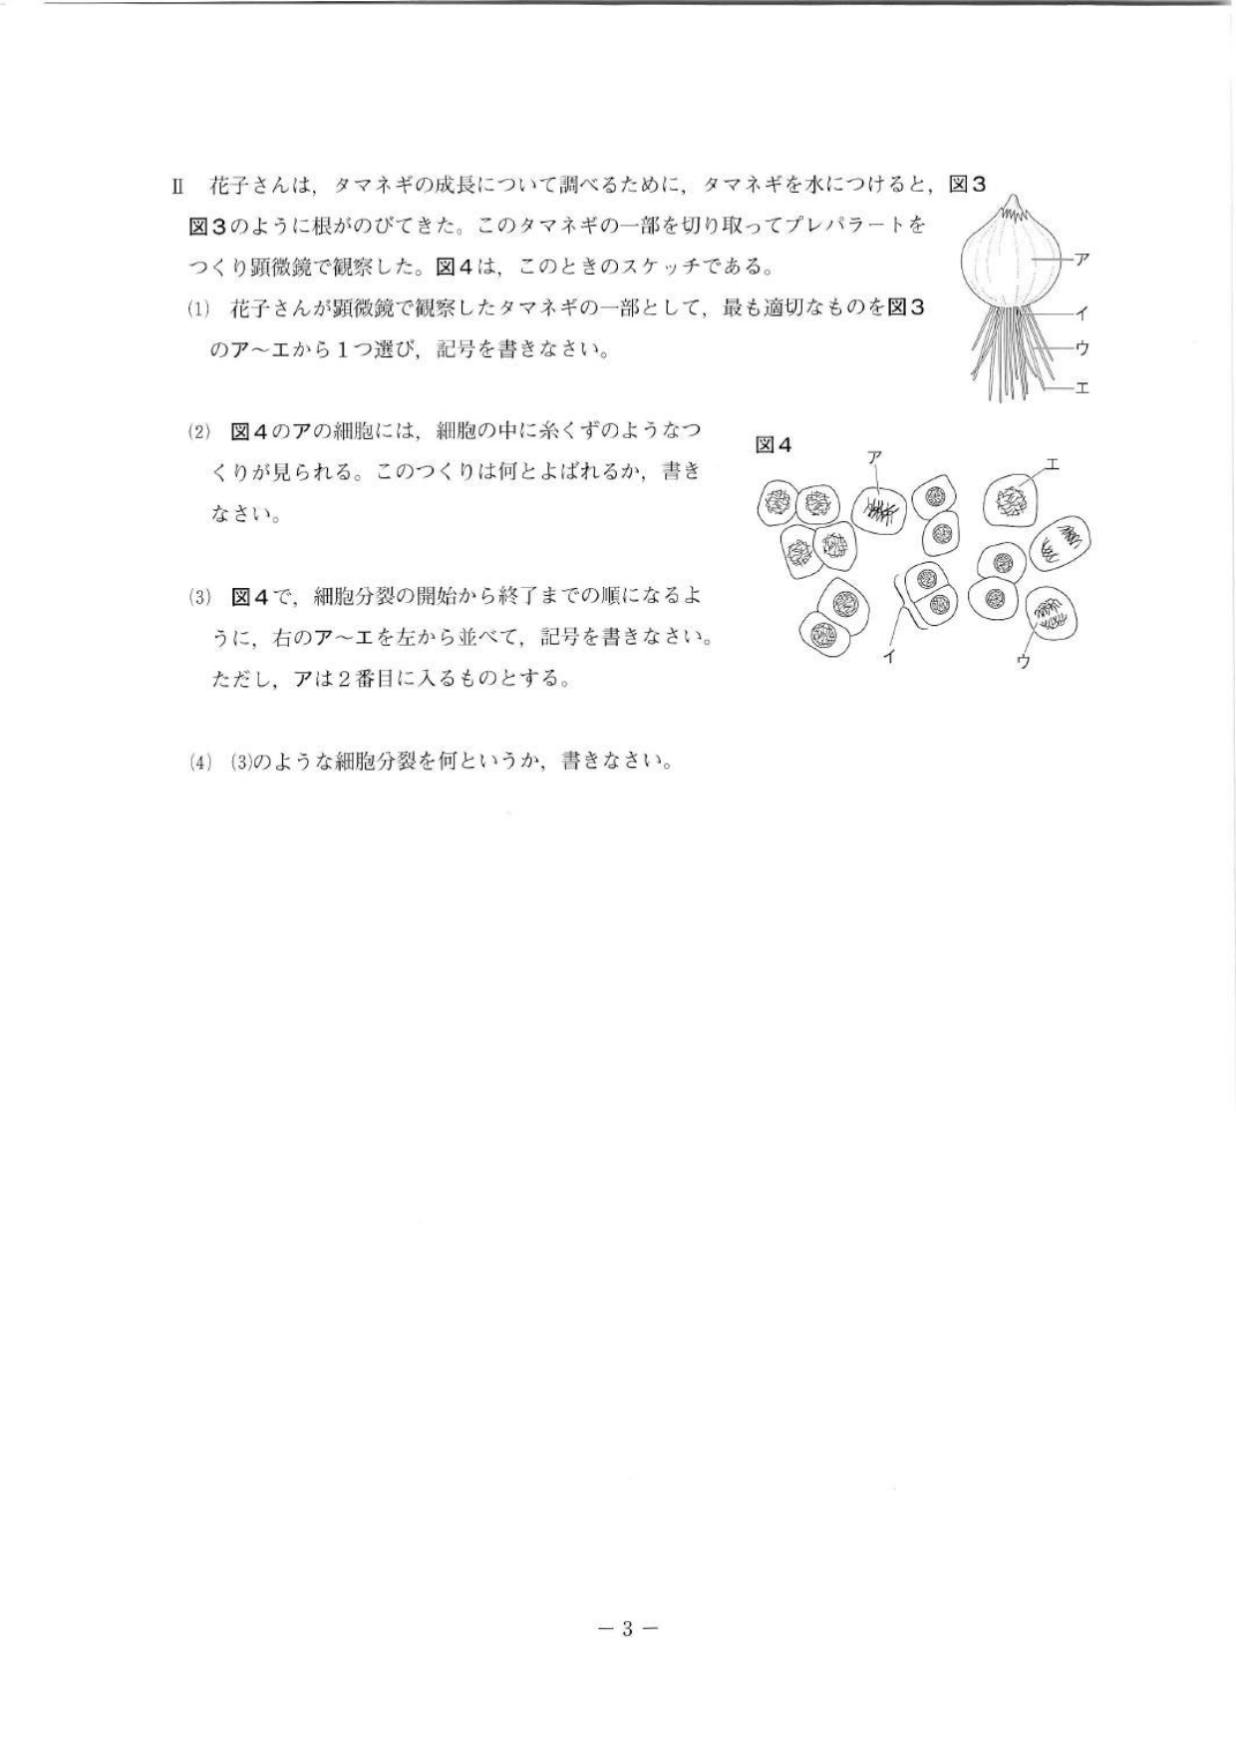 Ⅱ 花子さんは，タマネギの成長について調べるために，タマネギを水につけると，
図3のように根がのびてきた。このタマネギの一部を切り取ってプレパラートを
つくり顕微鏡で観察した。図4は，このときのスケッチである。
(1) 花子さんが顕微鏡で観察したタマネギの一部として，最も適切なものを図3
のア～エから1つ選び，記号を書きなさい。
図3
ア
イ
ウ
エ
(2) 図4のアの細胞には，細胞の中に糸くずのようなつ
くりが見られる。このつくりは何とよばれるか，書き
なさい。
(3) 図4で，細胞分裂の開始から終了までの順になるよ
うに，右のア～エを左から並べて，記号を書きなさい。
ただし，アは2番目に入るものとする。
図4
ア
エ
イ
ウ
(4) (3)のような細胞分裂を何というか，書きなさい。
－ 3 －